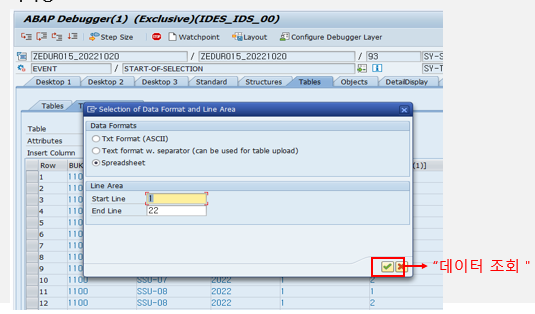 ABAP Debugger(1) (Exclusive)(IDES_IDS_00)
Step Size Watchpoint Layout Configure Debugger Layer
ZEDUR015_20221020 / ZEDUR015_20221020 / 93 SY-S
EVENT / START-OF-SELECTION SY-T
Desktop 1 Desktop 2 Desktop 3 Standard Structures Tables Objects DetailDisplay
Tables
Selection of Data Format and Line Area
Data Formats
Txt Format (ASCII)
Text format w. separator (can be used for table upload)
Spreadsheet
Line Area
Start Line 1
End Line 22
Table
Attributes
Insert Column
Row BUK (1)]
1 110
2 110
3 110
4 110
5 110
6 110
7 110
8 110
9 110
10 1100 SSU-07 2022 1 2
11 1100 SSU-08 2022 1 1
12 1100 SSU-08 2022 1 2
"데이터 조회 "